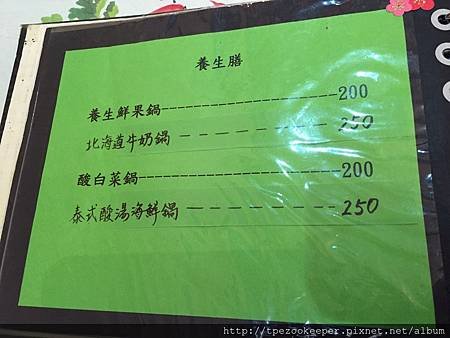 養生膳
養生鮮果鍋----------------------200
北海道牛奶鍋 — — — — — — — 250
酸白菜鍋-------------------------200
泰式酸湯海鮮鍋 — — — — — — — 250
http://tpezookeeper.pixnet.net/album